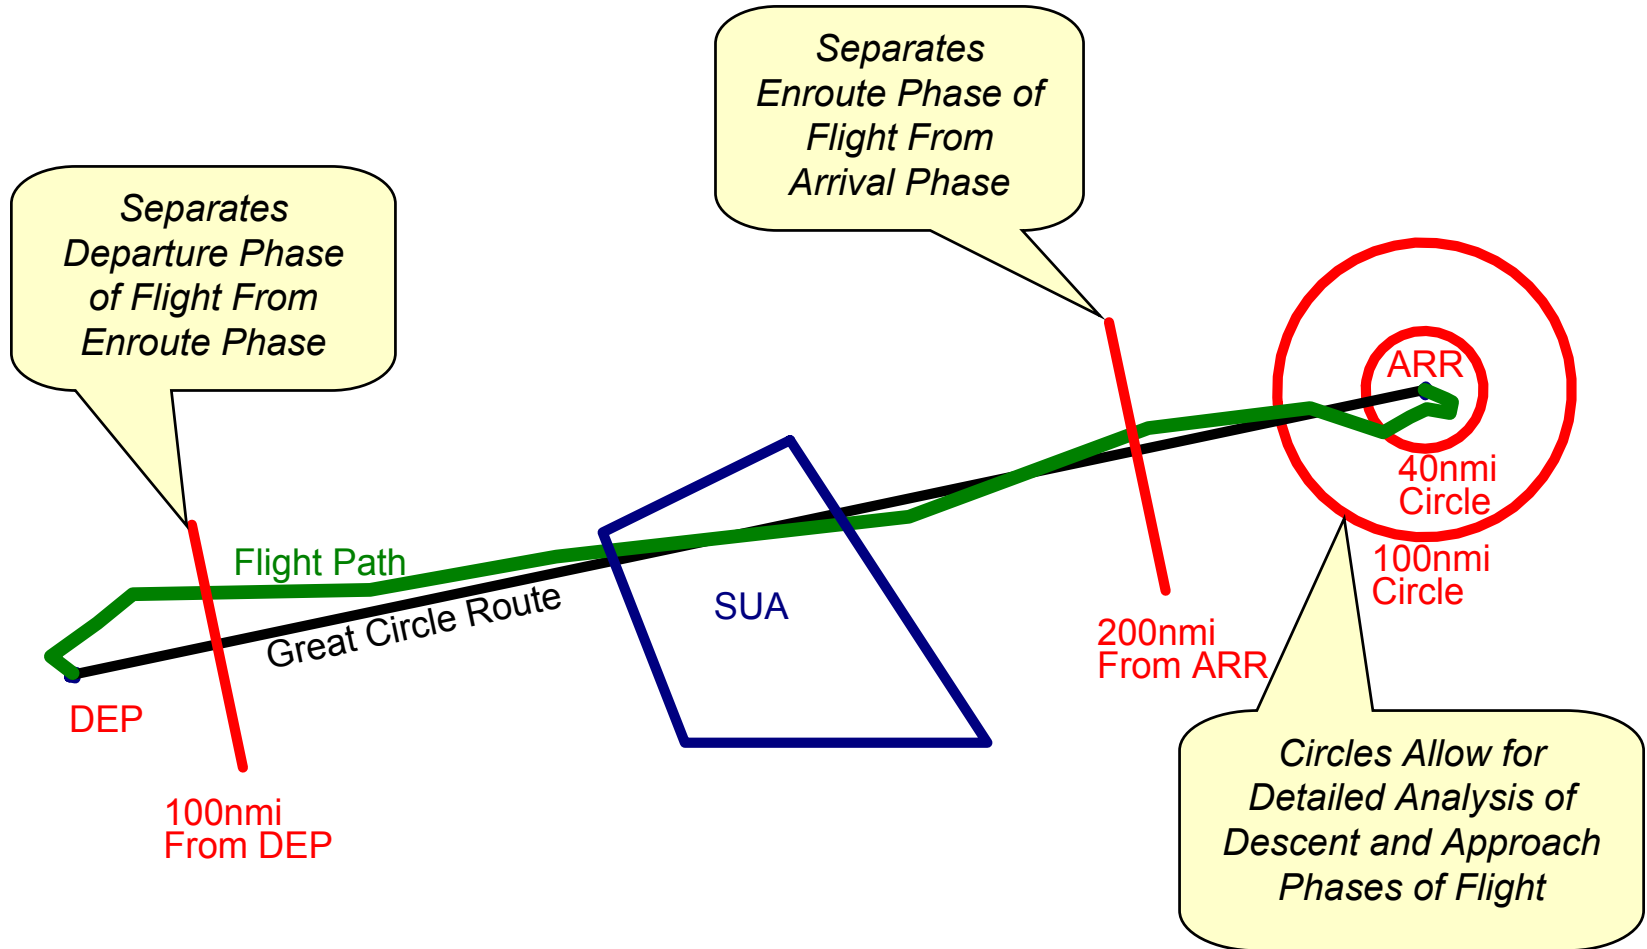 Separates
Enroute Phase of
Flight From
Arrival Phase
Separates
Departure Phase
of Flight From
Enroute Phase
ARR
40nmi
Circle
100nmi
Circle
Flight Path
Great Circle Route
SUA
200nmi
From ARR
DEP
100nmi
From DEP
Circles Allow for
Detailed Analysis of
Descent and Approach
Phases of Flight